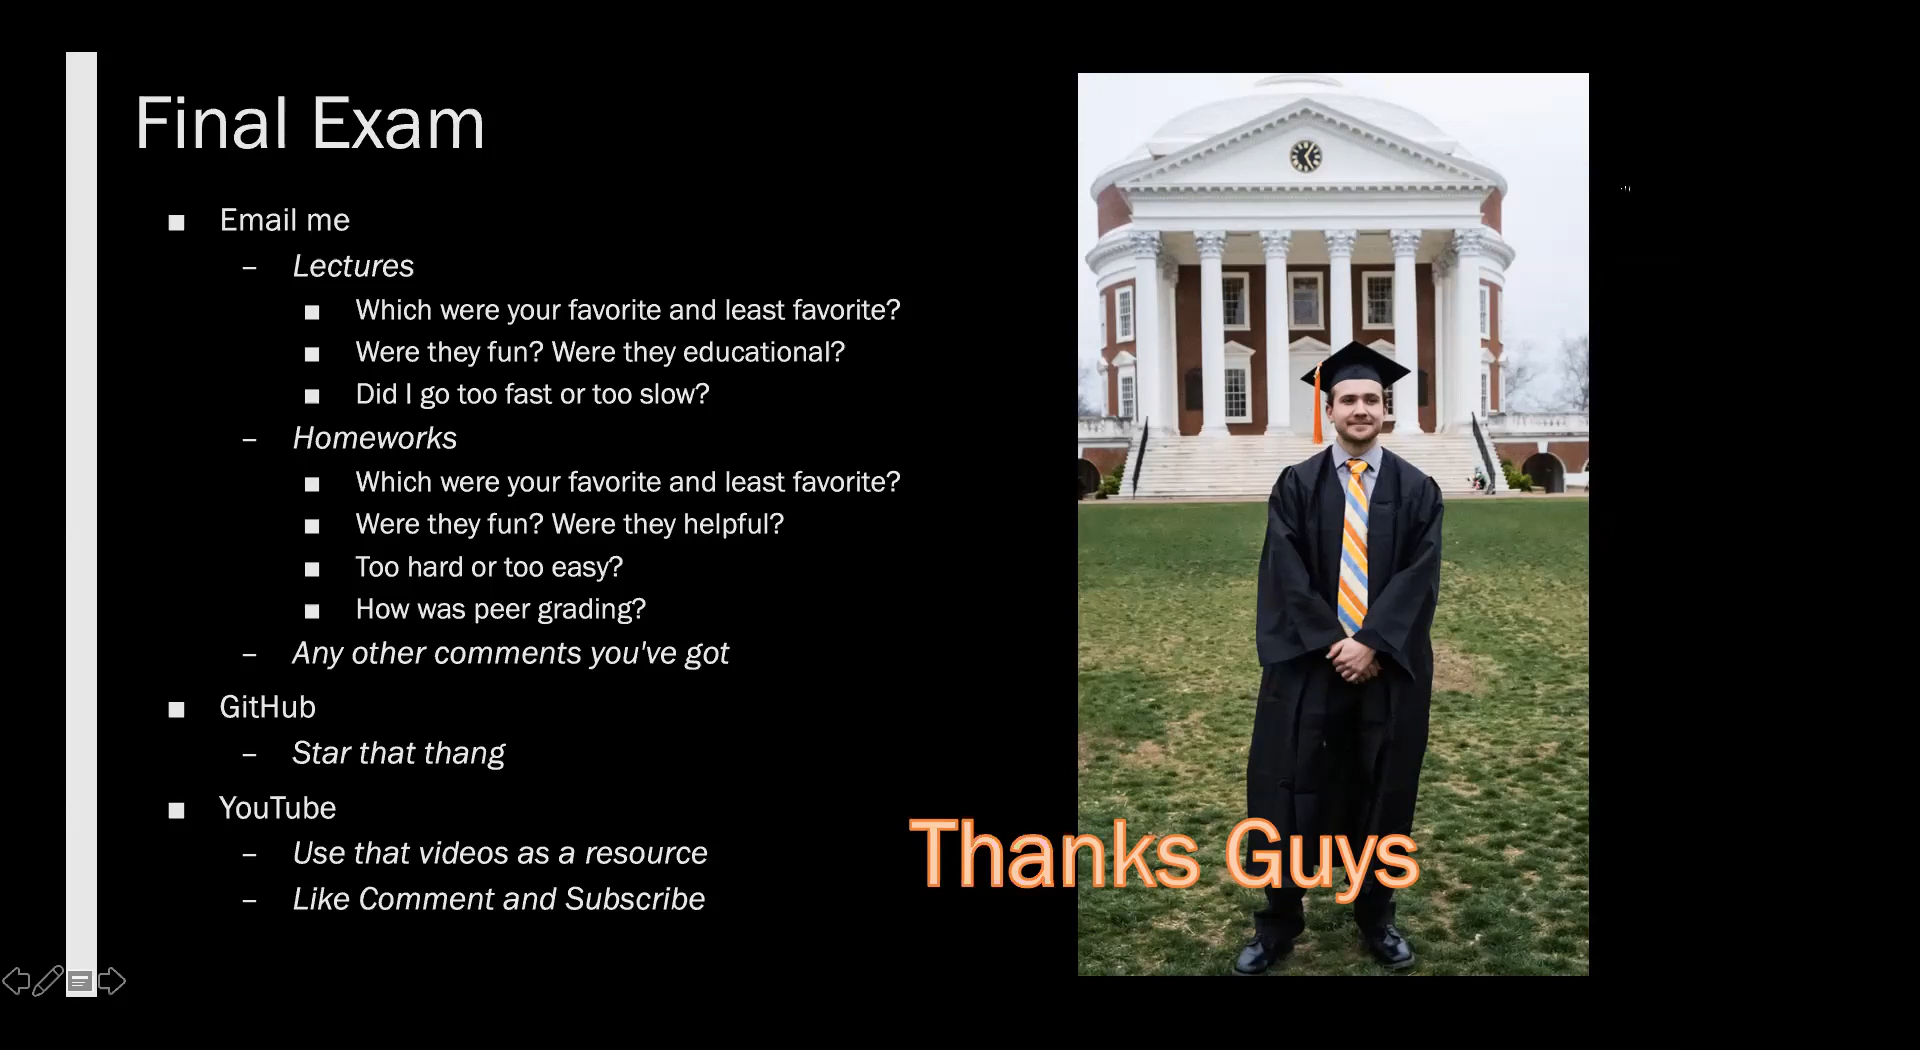 Final Exam
Email me
Lectures
Which were your favorite and least favorite?
Were they fun? Were they educational?
Did I go too fast or too slow?
Homeworks
Which were your favorite and least favorite?
Were they fun? Were they helpful?
Too hard or too easy?
How was peer grading?
Any other comments you've got
GitHub
Star that thang
YouTube
Use that videos as a resource
Like Comment and Subscribe
Thanks Guys